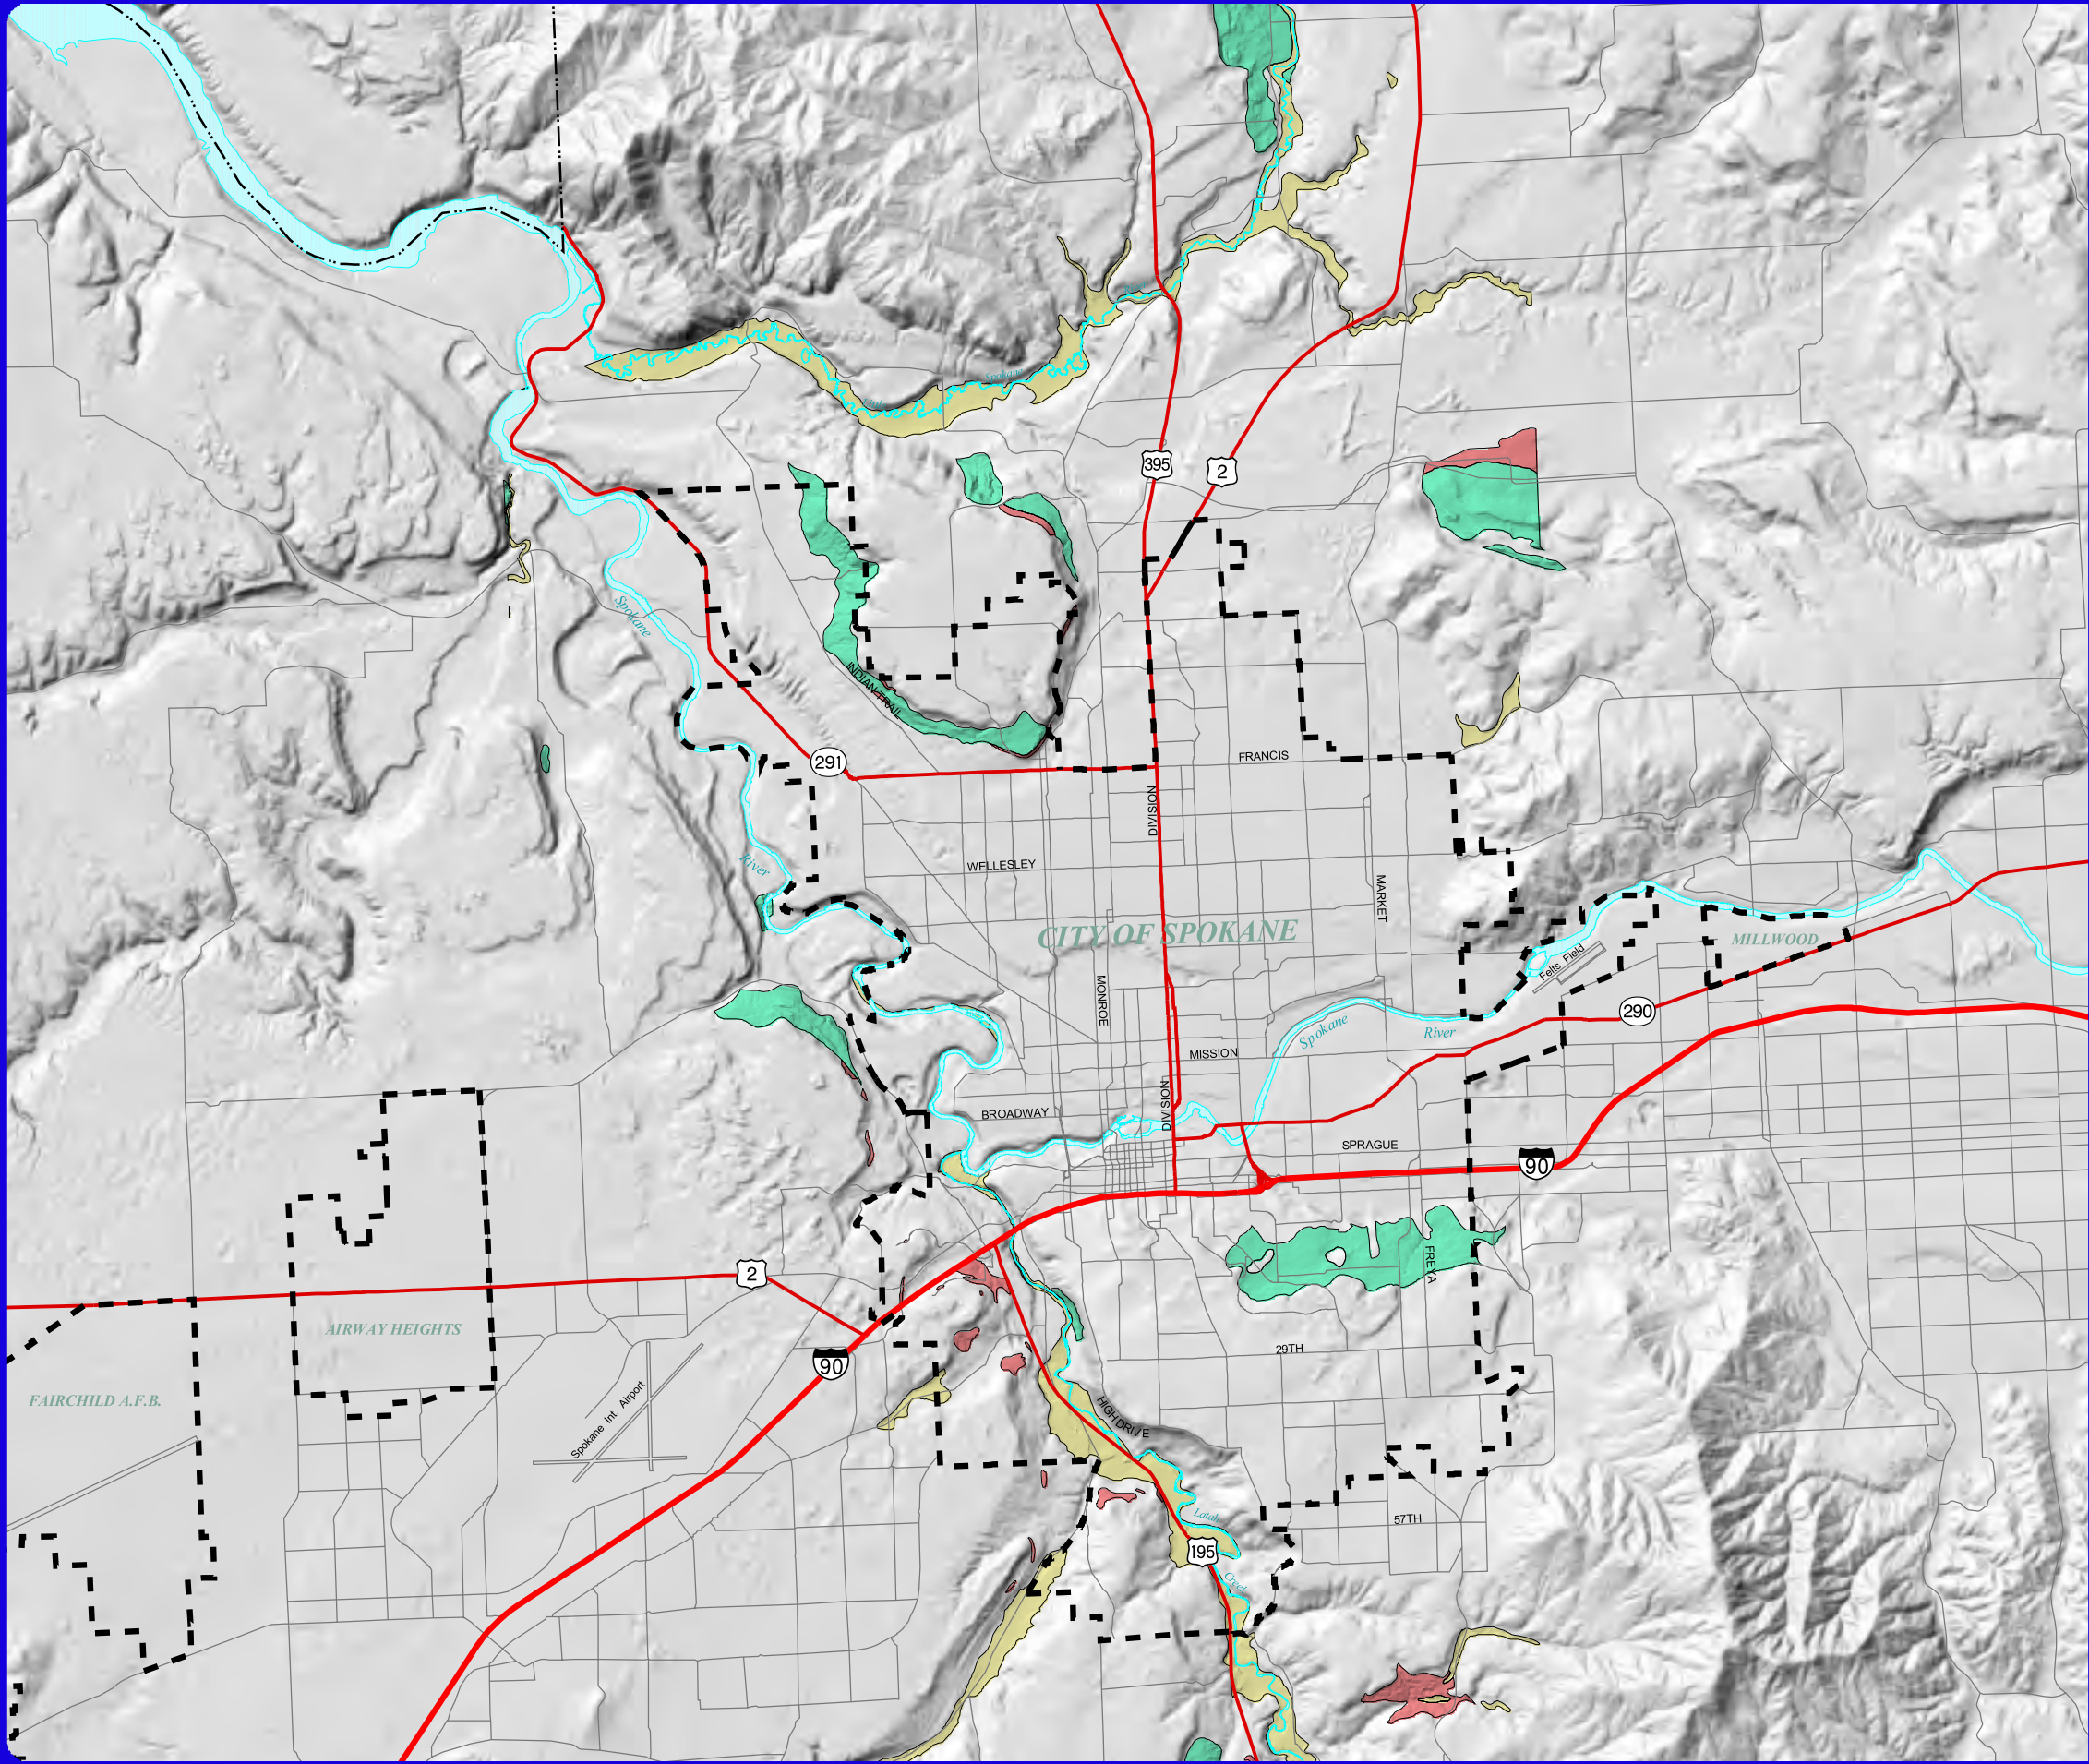 River
Spokane
Little
395
2
Spokane
INDIAN TRAIL
291
FRANCIS
DIVISION
River
WELLESLEY
MARKET
CITY OF SPOKANE
MILLWOOD
Felts Field
MONROE
290
Spokane
River
MISSION
DIVISION
BROADWAY
SPRAGUE
90
2
FREYA
AIRWAY HEIGHTS
29TH
90
FAIRCHILD A.F.B.
Spokane Int. Airport
HIGH DRIVE
Latah
57TH
195
Creek